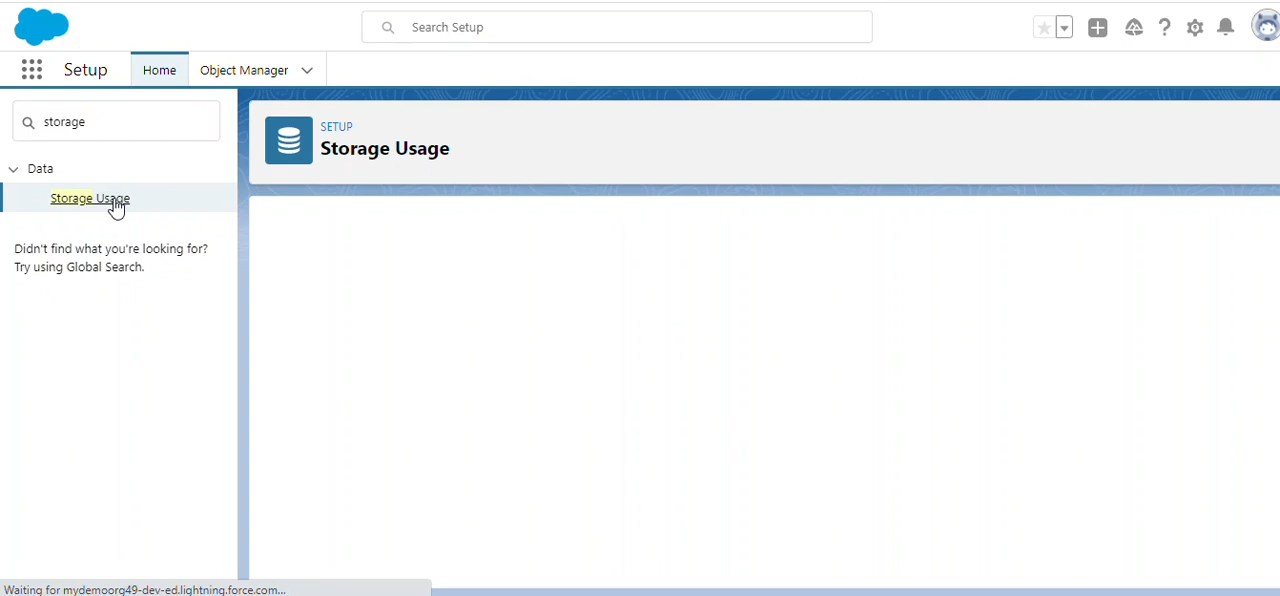 Search Setup
Setup
Home
Object Manager
storage
Data
Storage Usage
Didn't find what you're looking for?
Try using Global Search.
SETUP
Storage Usage
Waiting for mydemoorg49-dev-ed.lightning.force.com...